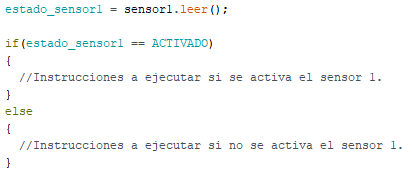 estado_sensor1 = sensor1.leer();
if(estado_sensor1 == ACTIVADO)
{
//Instrucciones a ejecutar si se activa el sensor 1.
}
else
{
//Instrucciones a ejecutar si no se activa el sensor 1.
}